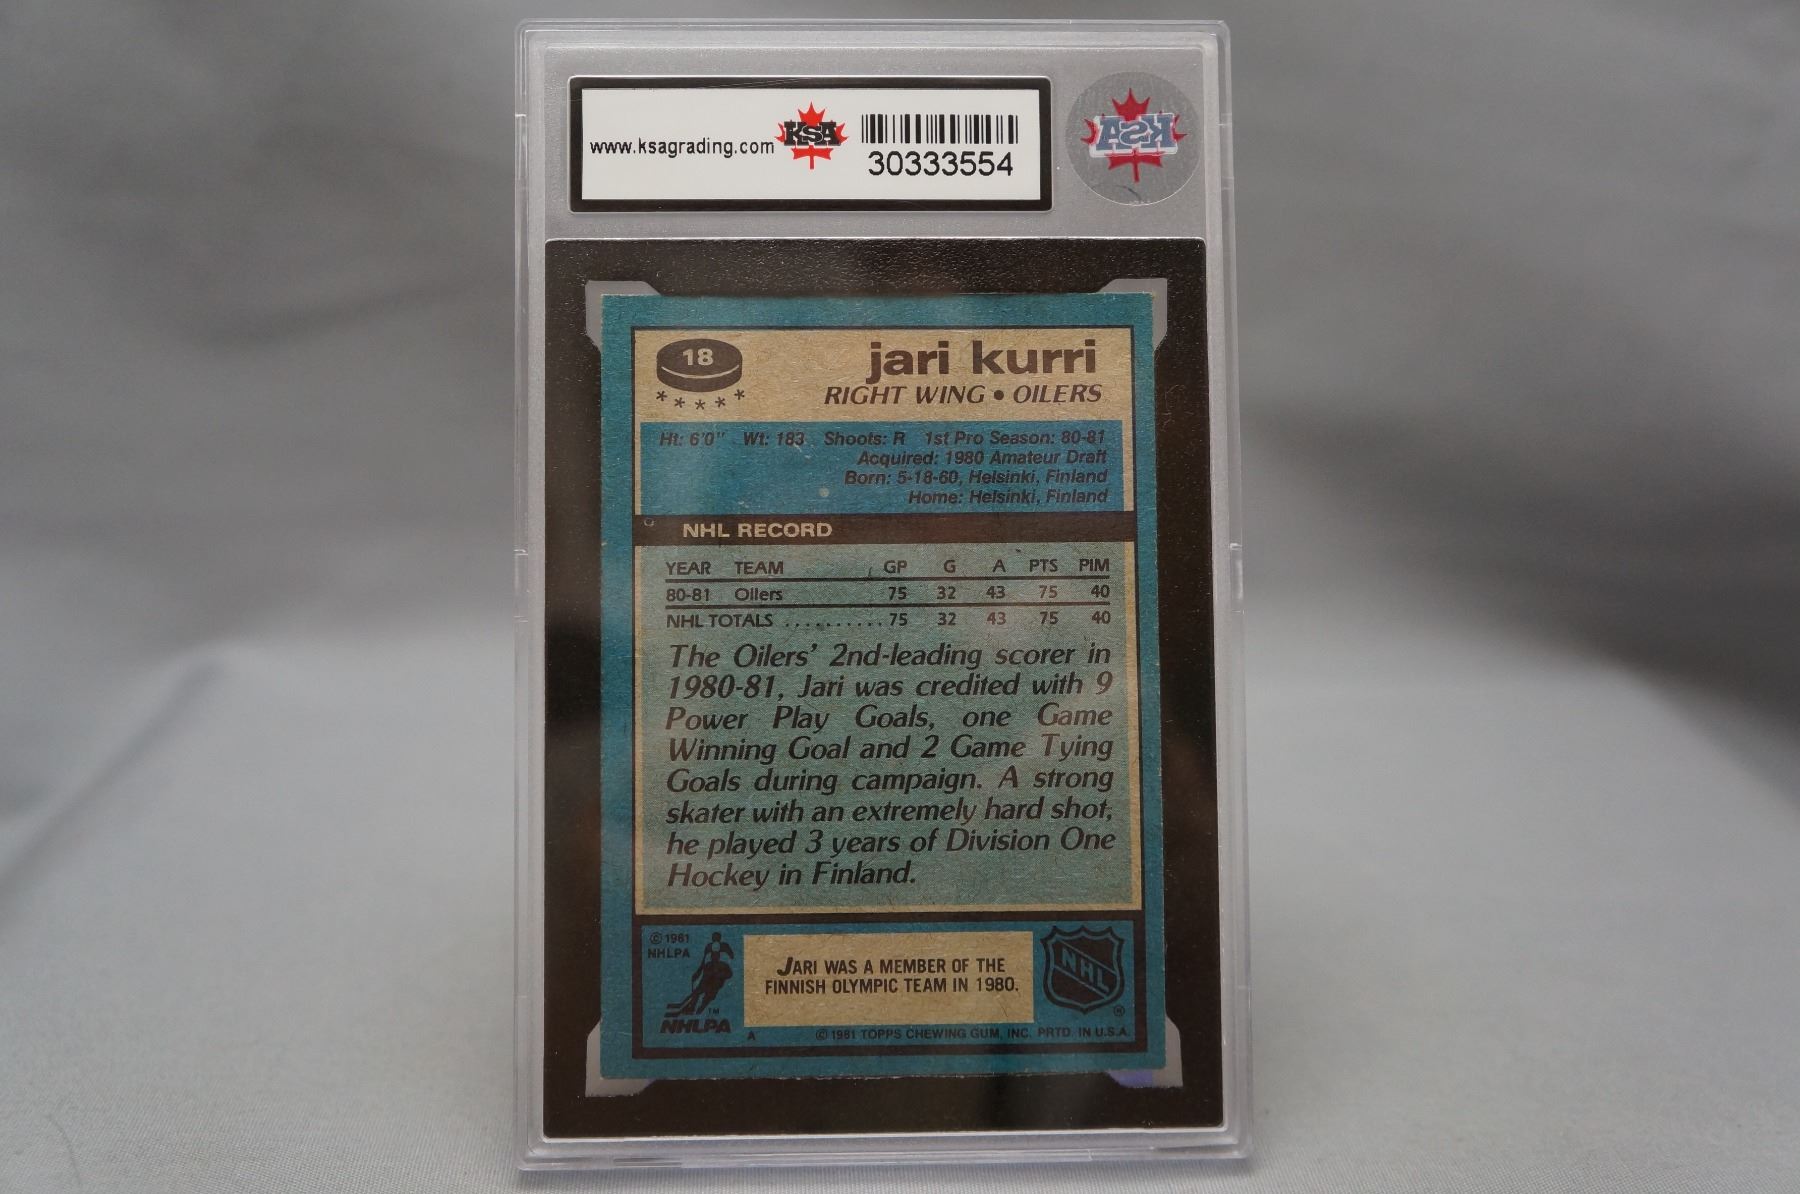 www.ksagrading.com KSA 30333554
KSA
18
jari kurri
RIGHT WING • OILERS
* * * * *
Ht: 6'0" Wt: 183 Shoots: R 1st Pro Season: 80-81
Acquired: 1980 Amateur Draft
Born: 5-18-60, Helsinki, Finland
Home: Helsinki, Finland
NHL RECORD
YEAR TEAM GP G A PTS PIM
80-81 Oilers 75 32 43 75 40
NHL TOTALS .......... 75 32 43 75 40
The Oilers' 2nd-leading scorer in
1980-81, Jari was credited with 9
Power Play Goals, one Game
Winning Goal and 2 Game Tying
Goals during campaign. A strong
skater with an extremely hard shot,
he played 3 years of Division One
Hockey in Finland.
© 1981
NHLPA
JARI WAS A MEMBER OF THE
FINNISH OLYMPIC TEAM IN 1980.
NHL ®
NHLPA TM
A © 1981 TOPPS CHEWING GUM, INC. PRTD. IN U.S.A.